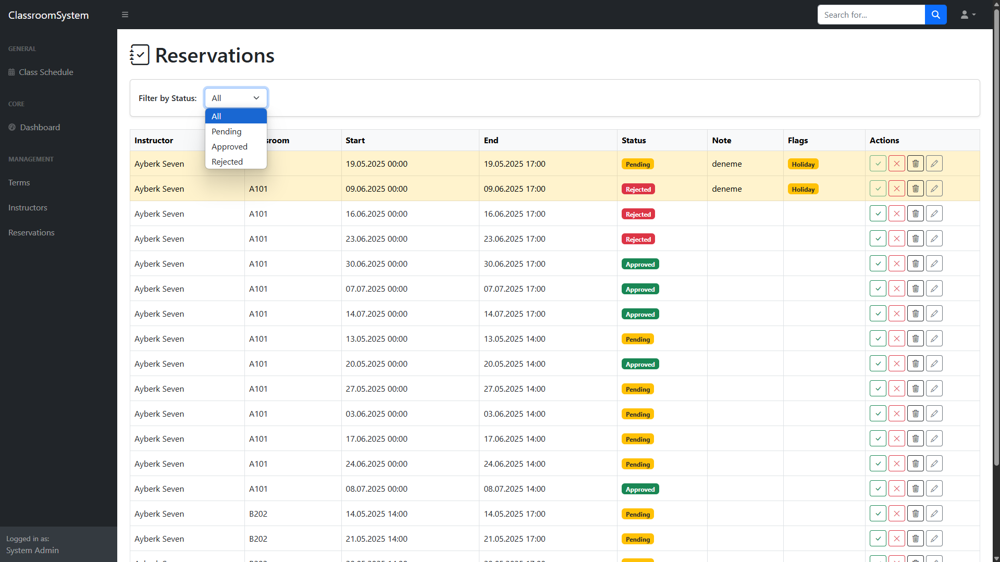 ClassroomSystem
Search for...
GENERAL
Class Schedule
CORE
Dashboard
MANAGEMENT
Terms
Instructors
Reservations
Logged in as:
System Admin
Reservations
Filter by Status: All
All
Pending
Approved
Rejected
Instructor sroom Start End Status Note Flags Actions
Ayberk Seven 19.05.2025 00:00 19.05.2025 17:00 Pending deneme Holiday
Ayberk Seven A101 09.06.2025 00:00 09.06.2025 17:00 Rejected deneme Holiday
Ayberk Seven A101 16.06.2025 00:00 16.06.2025 17:00 Rejected
Ayberk Seven A101 23.06.2025 00:00 23.06.2025 17:00 Rejected
Ayberk Seven A101 30.06.2025 00:00 30.06.2025 17:00 Approved
Ayberk Seven A101 07.07.2025 00:00 07.07.2025 17:00 Approved
Ayberk Seven A101 14.07.2025 00:00 14.07.2025 17:00 Approved
Ayberk Seven A101 13.05.2025 00:00 13.05.2025 14:00 Pending
Ayberk Seven A101 20.05.2025 00:00 20.05.2025 14:00 Approved
Ayberk Seven A101 27.05.2025 00:00 27.05.2025 14:00 Pending
Ayberk Seven A101 03.06.2025 00:00 03.06.2025 14:00 Pending
Ayberk Seven A101 17.06.2025 00:00 17.06.2025 14:00 Pending
Ayberk Seven A101 24.06.2025 00:00 24.06.2025 14:00 Pending
Ayberk Seven A101 08.07.2025 00:00 08.07.2025 14:00 Approved
Ayberk Seven B202 14.05.2025 14:00 14.05.2025 17:00 Pending
Ayberk Seven B202 21.05.2025 14:00 21.05.2025 17:00 Pending